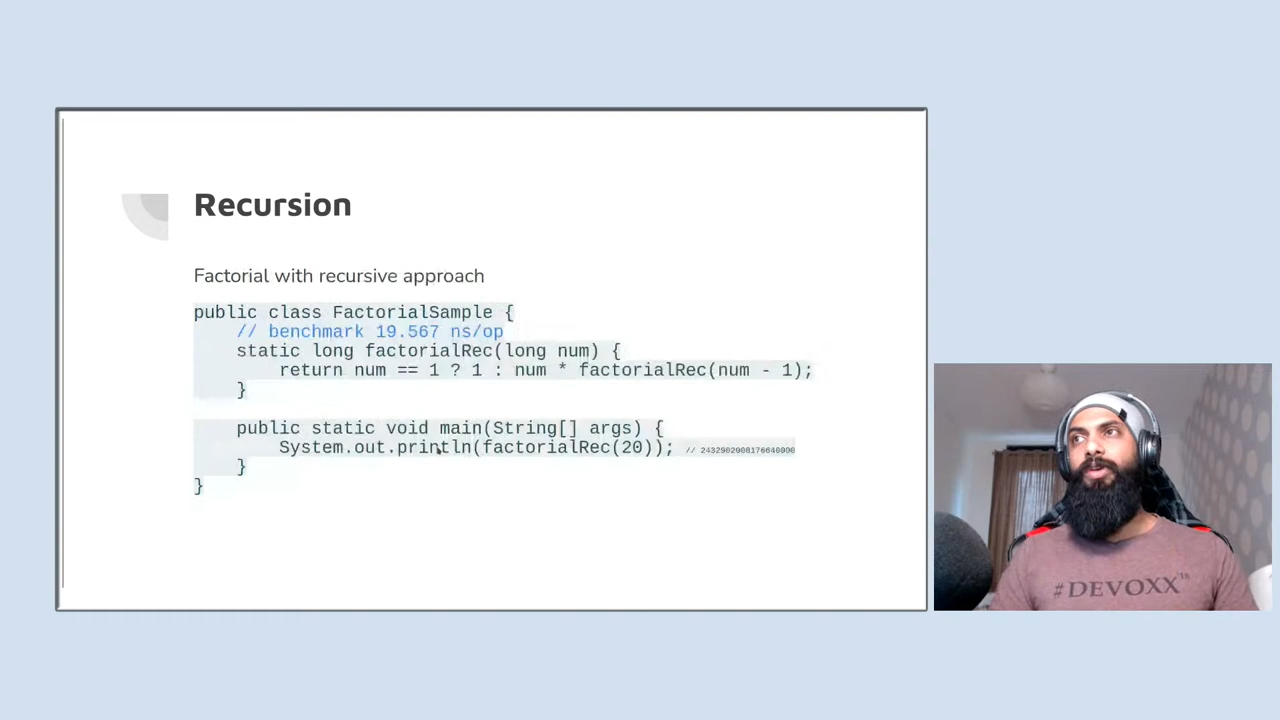 Recursion
Factorial with recursive approach
public class FactorialSample {
// benchmark 19.567 ns/op
static long factorialRec(long num) {
return num == 1 ? 1 : num * factorialRec(num - 1);
}
public static void main(String[] args) {
System.out.println(factorialRec(20)); // 2432902008176640000
}
}
#DEVOXX